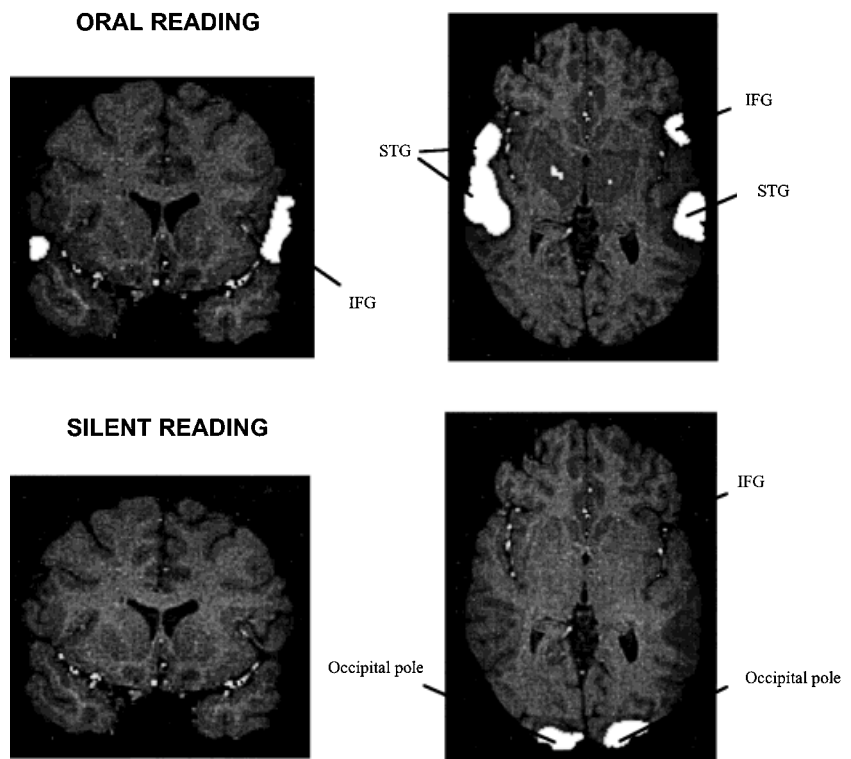 ORAL READING
IFG
STG
STG
IFG
SILENT READING
IFG
Occipital pole
Occipital pole